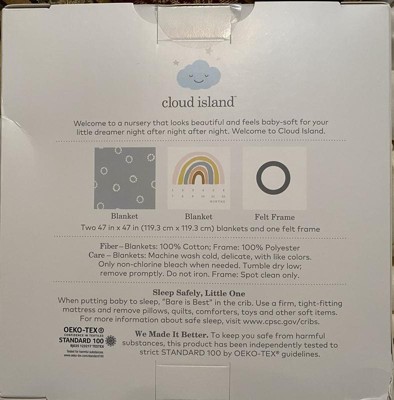 cloud island™
Welcome to a nursery that looks beautiful and feels baby-soft for your
little dreamer night after night after night. Welcome to Cloud Island.
Blanket
Blanket
Felt Frame
Two 47 in x 47 in (119.3 cm x 119.3 cm) blankets and one felt frame
Fiber – Blankets: 100% Cotton; Frame: 100% Polyester
Care – Blankets: Machine wash cold, delicate, with like colors.
Only non-chlorine bleach when needed. Tumble dry low;
remove promptly. Do not iron. Frame: Spot clean only.
Sleep Safely, Little One
When putting baby to sleep, "Bare is Best" in the crib. Use a firm, tight-fitting
mattress and remove pillows, quilts, comforters, toys and other soft items.
For more information about safe sleep, visit www.cpsc.gov/cribs.
OEKO-TEX®
CONFIDENCE IN TEXTILES
STANDARD 100
We Made It Better. To keep you safe from harmful
substances, this product has been independently tested to
strict STANDARD 100 by OEKO-TEX® guidelines.